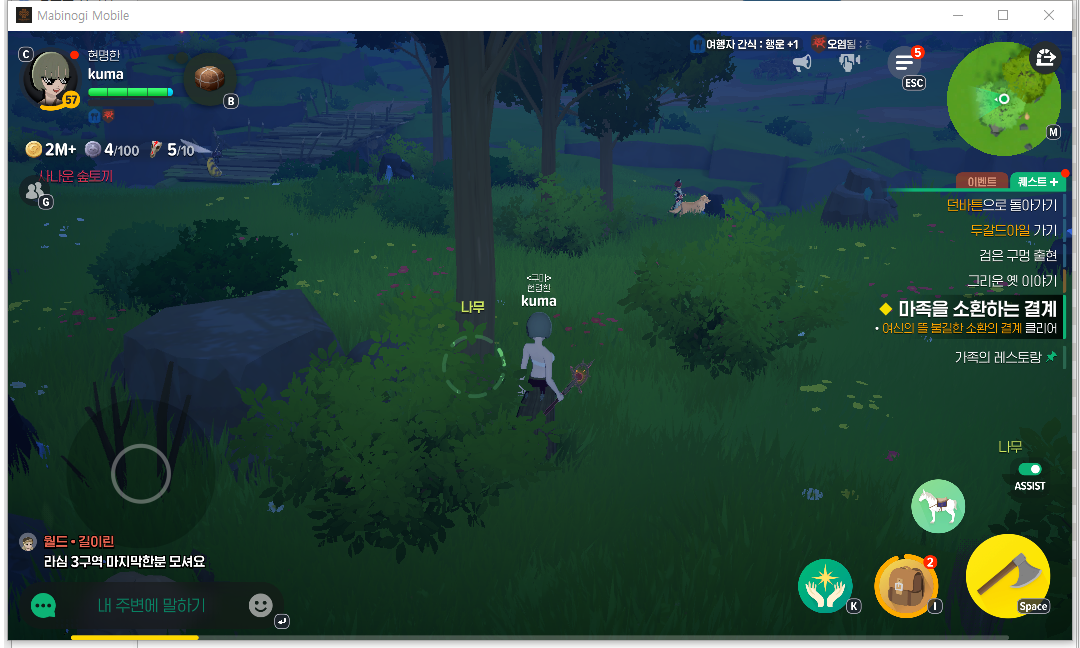 Mabinogi Mobile
C
현명한
kuma
57
B
여행자 간식 : 행운 +1
오염됨 :
5
ESC
M
2M+
4/100
5/10
사나운 숲토끼
G
이벤트
퀘스트 +
던바튼으로 돌아가기
두갈드아일 가기
검은 구멍 출현
그리운 옛 이야기
마족을 소환하는 결계
• 여신의 뜰 불길한 소환의 결계 클리어
가족의 레스토랑
현명한
kuma
나무
나무
ASSIST
월드 • 길이린
라심 3구역 마지막한분 모셔요
내 주변에 말하기
K
2
I
Space